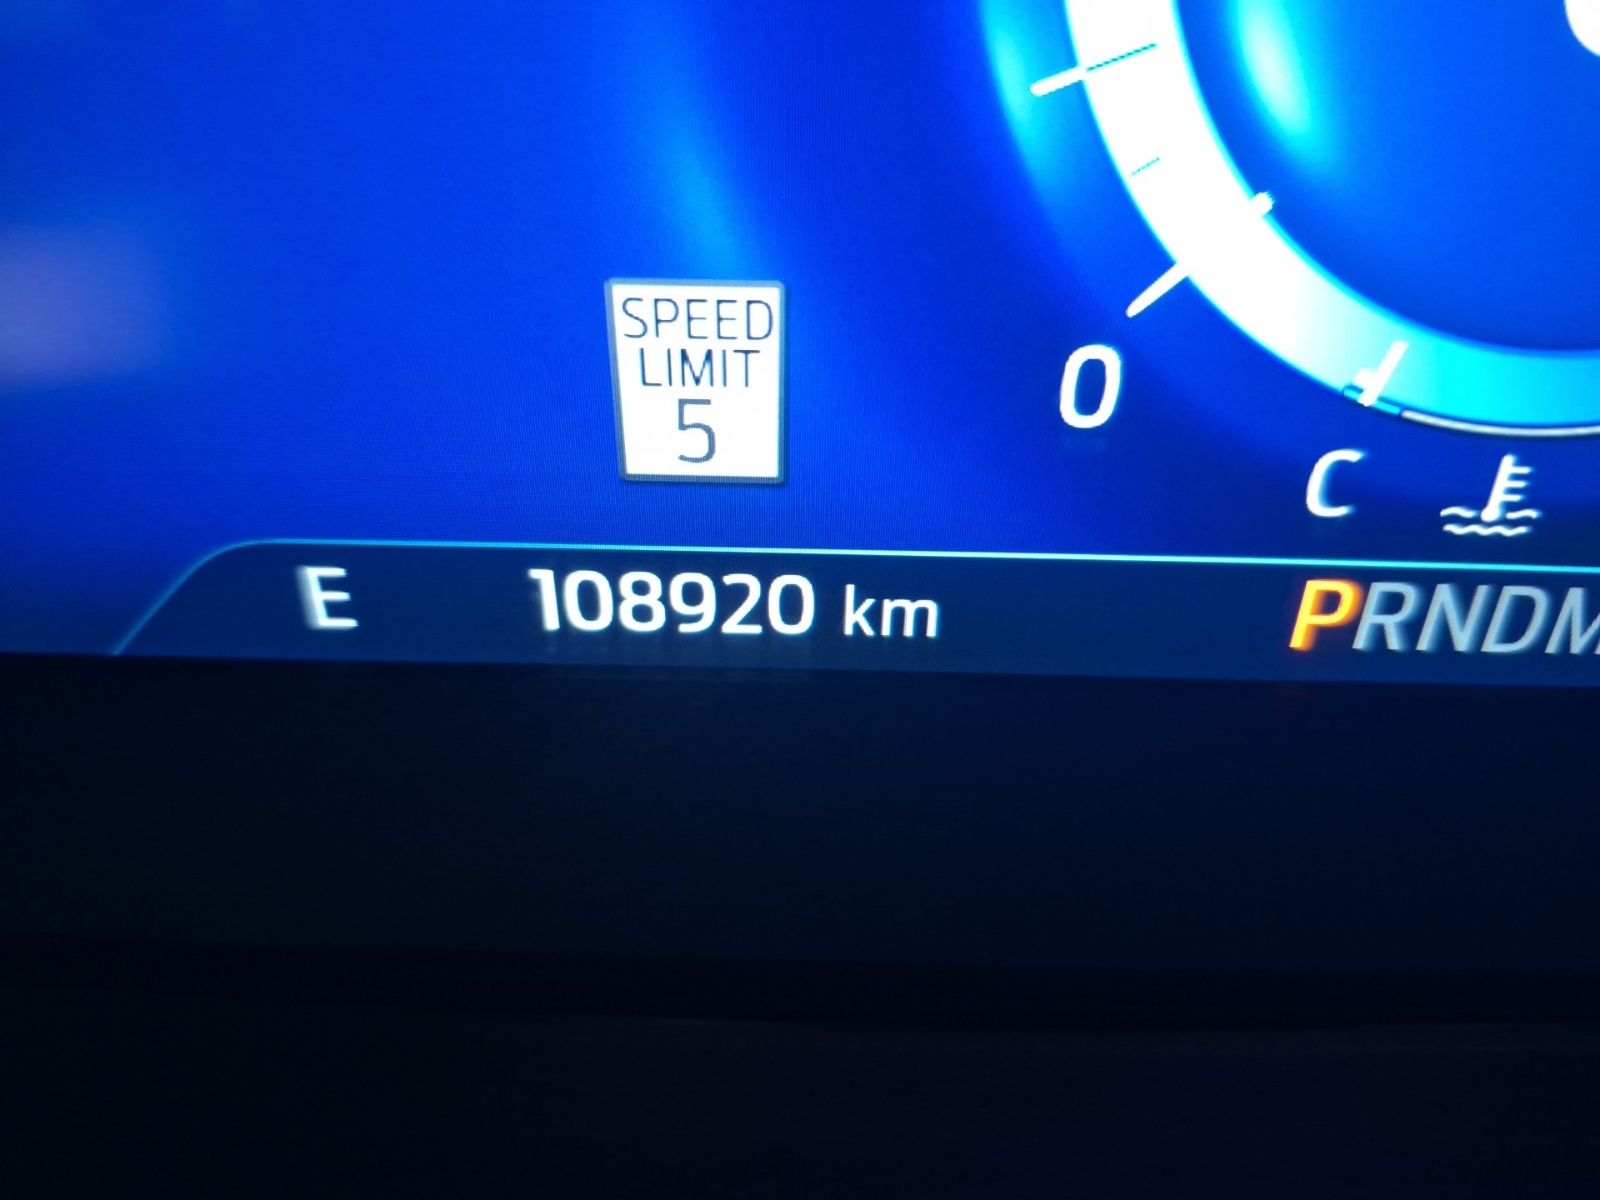 SPEED
LIMIT
5
0
C
E
108920 km
PRNDM